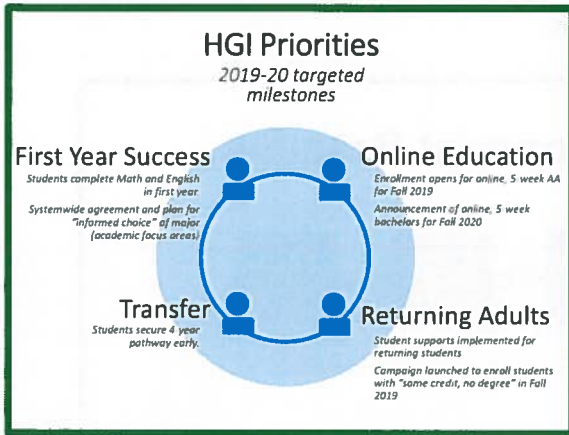 HGI Priorities
2019-20 targeted
milestones
First Year Success
Students complete Math and English
in first year.
Systemwide agreement and plan for
"informed choice" of major
(academic focus areas)
Online Education
Enrollment opens for online, 5 week AA
for Fall 2019
Announcement of online, 5 week
bachelors for Fall 2020
Transfer
Students secure 4 year
pathway early.
Returning Adults
Student supports implemented for
returning students
Campaign launched to enroll students
with "some credit, no degree" in Fall
2019